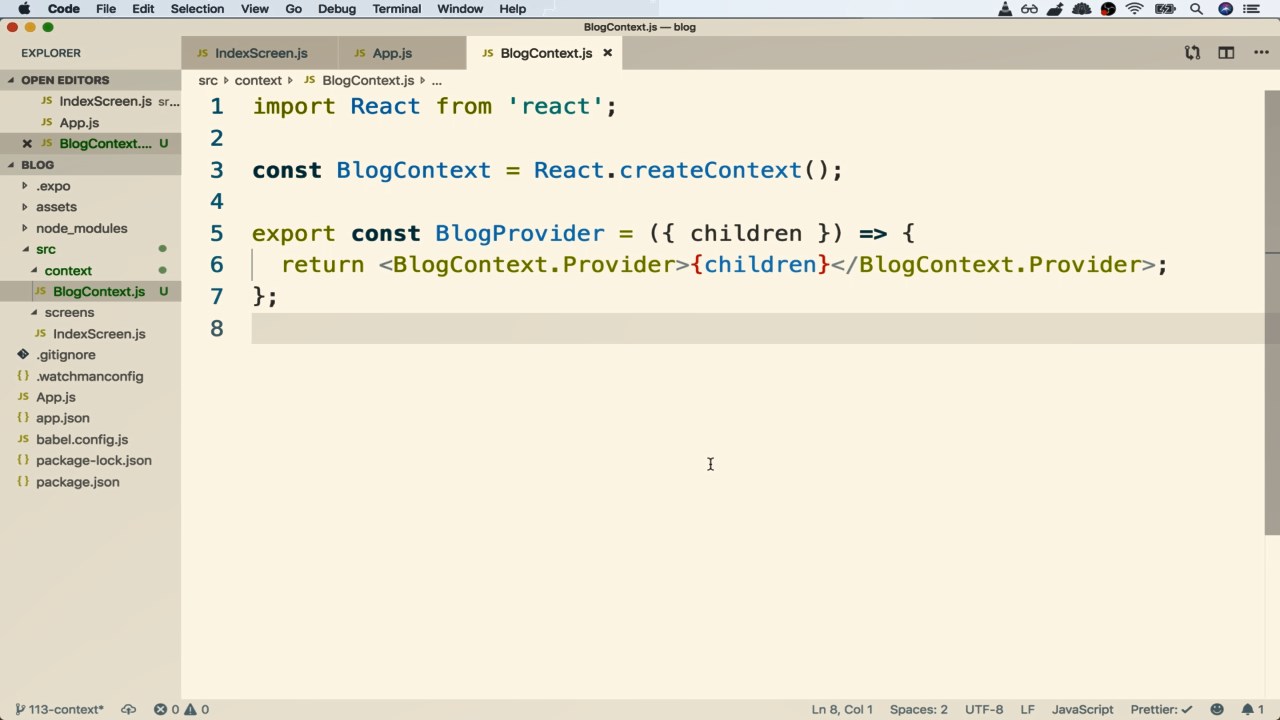 Code File Edit Selection View Go Debug Terminal Window Help
BlogContext.js — blog
EXPLORER
OPEN EDITORS
JS IndexScreen.js sr...
JS App.js
JS BlogContext.... U
BLOG
.expo
assets
node_modules
src
context
JS BlogContext.js U
screens
JS IndexScreen.js
.gitignore
{} .watchmanconfig
JS App.js
{} app.json
JS babel.config.js
{} package-lock.json
{} package.json
JS IndexScreen.js JS App.js JS BlogContext.js
src context JS BlogContext.js ...
1 import React from 'react';
2
3 const BlogContext = React.createContext();
4
5 export const BlogProvider = ({ children }) => {
6 return <BlogContext.Provider>{children}</BlogContext.Provider>;
7 };
8
113-context* 0 0 Ln 8, Col 1 Spaces: 2 UTF-8 LF JavaScript Prettier: 1